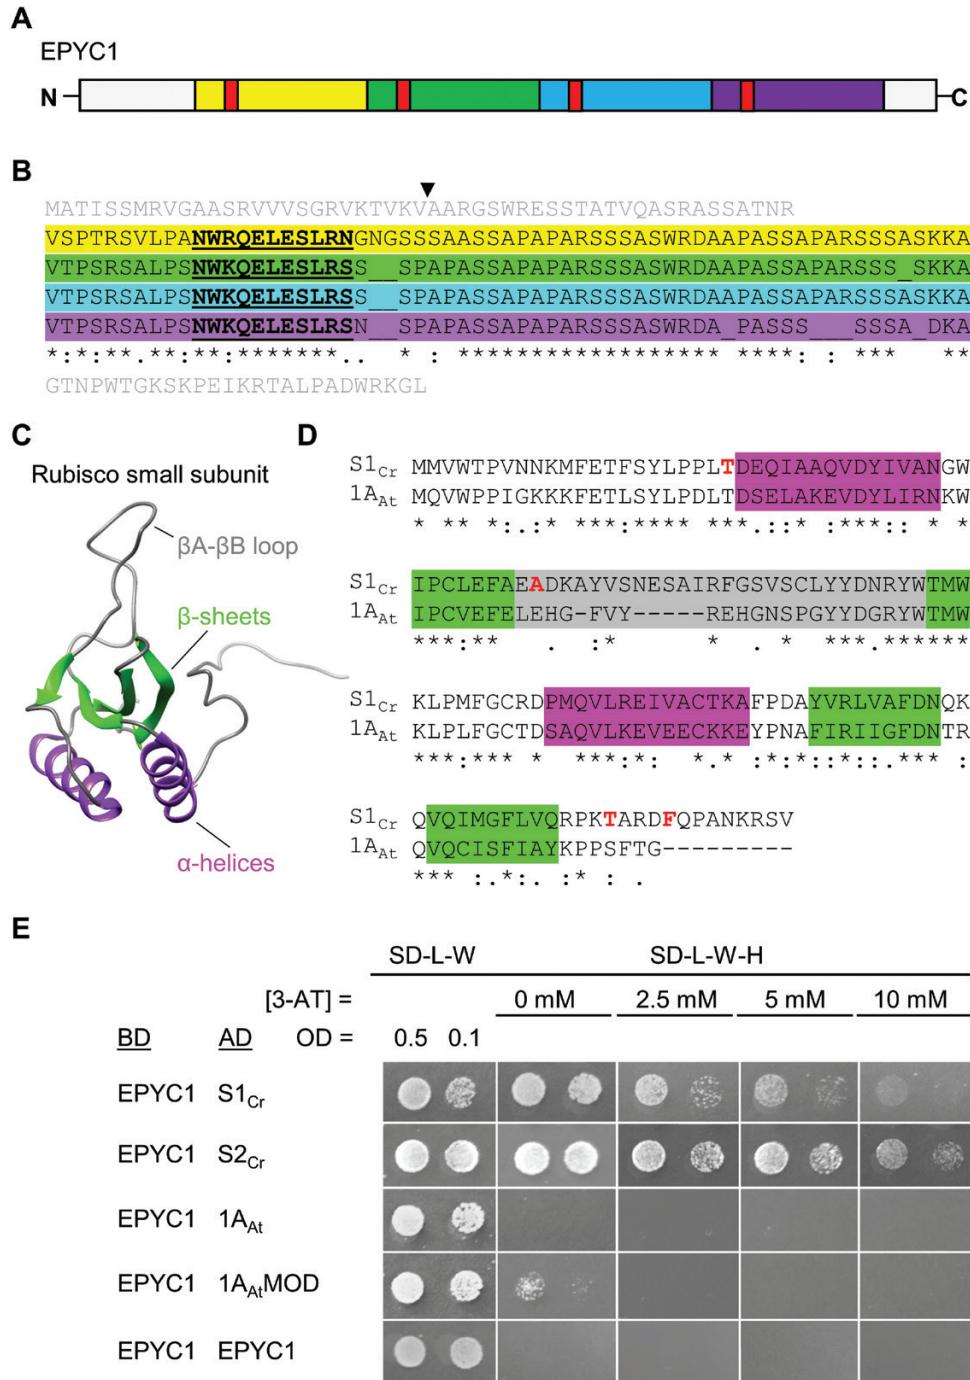 A
EPYC1
N
C
B
MATISSMRVGAASRVVVSGRVKTVKVAARGSWRESSTATVQASRASSATNR
VSPTRSVLPANWRQELESLRNGNGSSSAASSAPAPARSSSASWRDAAPASSAPARSSSASKKA
VTPSRSALPSNWKQELESLRSS__SPAPASSAPAPARSSSASWRDAAPASSAPARSSS_SKKA
VTPSRSALPSNWKQELESLRSS__SPAPASSAPAPARSSSASWRDAAPASSAPARSSSASKKA
VTPSRSALPSNWKQELESLRSN__SPAPASSAPAPARSSSASWRDA_PASSS___SSSA_DKA
*:**.**:**:*********.. * : ******************* **** ** *** **
GTNPWTGKSKPEIKRTALPADWRKGL
C
Rubisco small subunit
βA-βB loop
β-sheets
α-helices
D
S1Cr MMVWTPVNNKMFETFSYLPPLTDEQIAAQVDYIVANGW
1AAt MQVWPPIGKKKFETLSYLPDLTDSELAKEVDYLIRNKW
* ** *:.:* ***:**** ***.::* :***:: * *
S1Cr IPCLEFAEADKAYVSNESAIRFGSVSCLYYDNRYWTMW
1AAt IPCVEFELEHG-FVY-----REHGNSPGYYDGRYWTMW
***:** . :* * . * ***.******
S1Cr KLPMFGCRDPMQVLREIVACTKAFPDAYVRLVAFDNQK
1AAt KLPLFGCTDSAQVLKEVEECKKEYPNAFIRIIGFDNTR
***:*** * ***:*: *.* :*:*::*::.*** :
S1Cr QVQIMGFLVQRPKTARDFQPANKRSV
1AAt QVQCISFIAYKPPSFTG---------
*** :.*:. :* : .
E
SD-L-W SD-L-W-H
[3-AT] = 0 mM 2.5 mM 5 mM 10 mM
BD AD OD = 0.5 0.1
EPYC1 S1Cr
EPYC1 S2Cr
EPYC1 1AAt
EPYC1 1AAtMOD
EPYC1 EPYC1